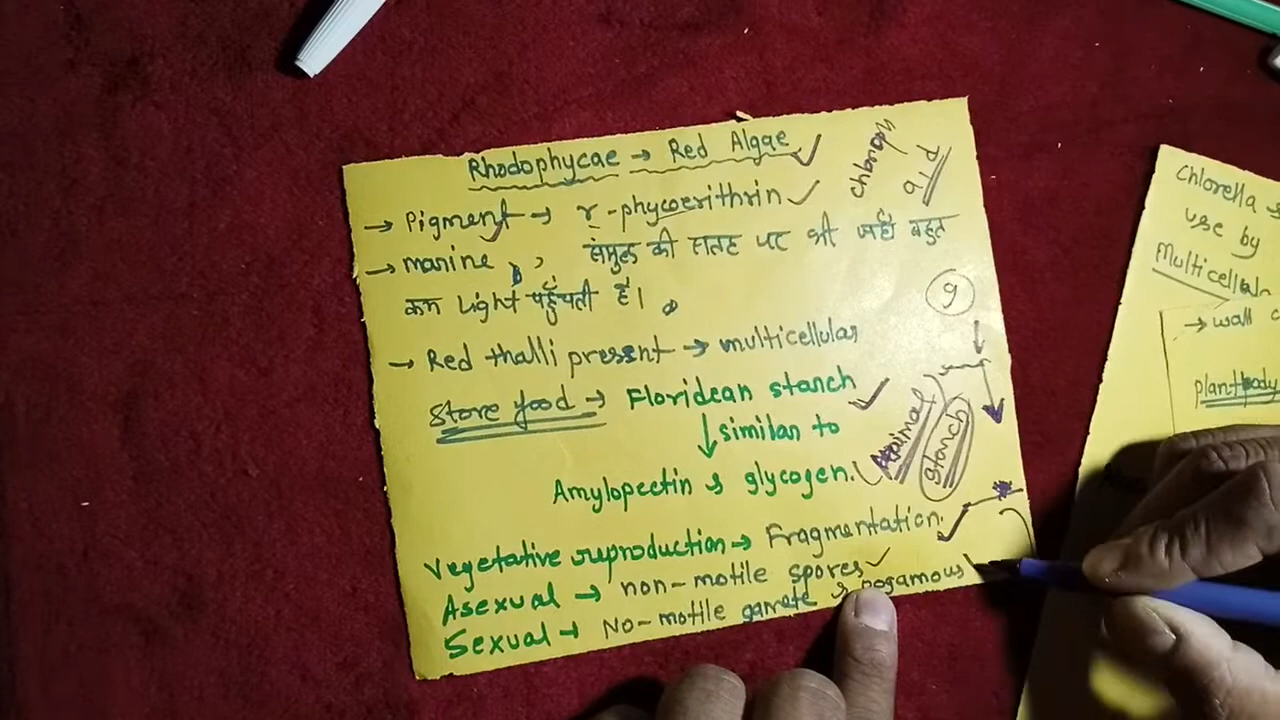 Rhodophycae → Red Algae ✓
→ Pigment → r-phycoerithrin ✓
→ marine, संमुद्र की सतह पर भी जहाँ बहुत
कम Light पहुँचती है।
→ Red thalli present → multicellular
Store food → Floridean starch ✓
↓ similar to
Amylopectin & glycogen.
Vegetative reproduction → Fragmentation. ✓
Asexual → non-motile spores ✓
Sexual → No-motile gamete & oogamous
chloroph
a, d
9
Animal
starch
Chlorella →
use by
Multicellular
→ wall c
plant body